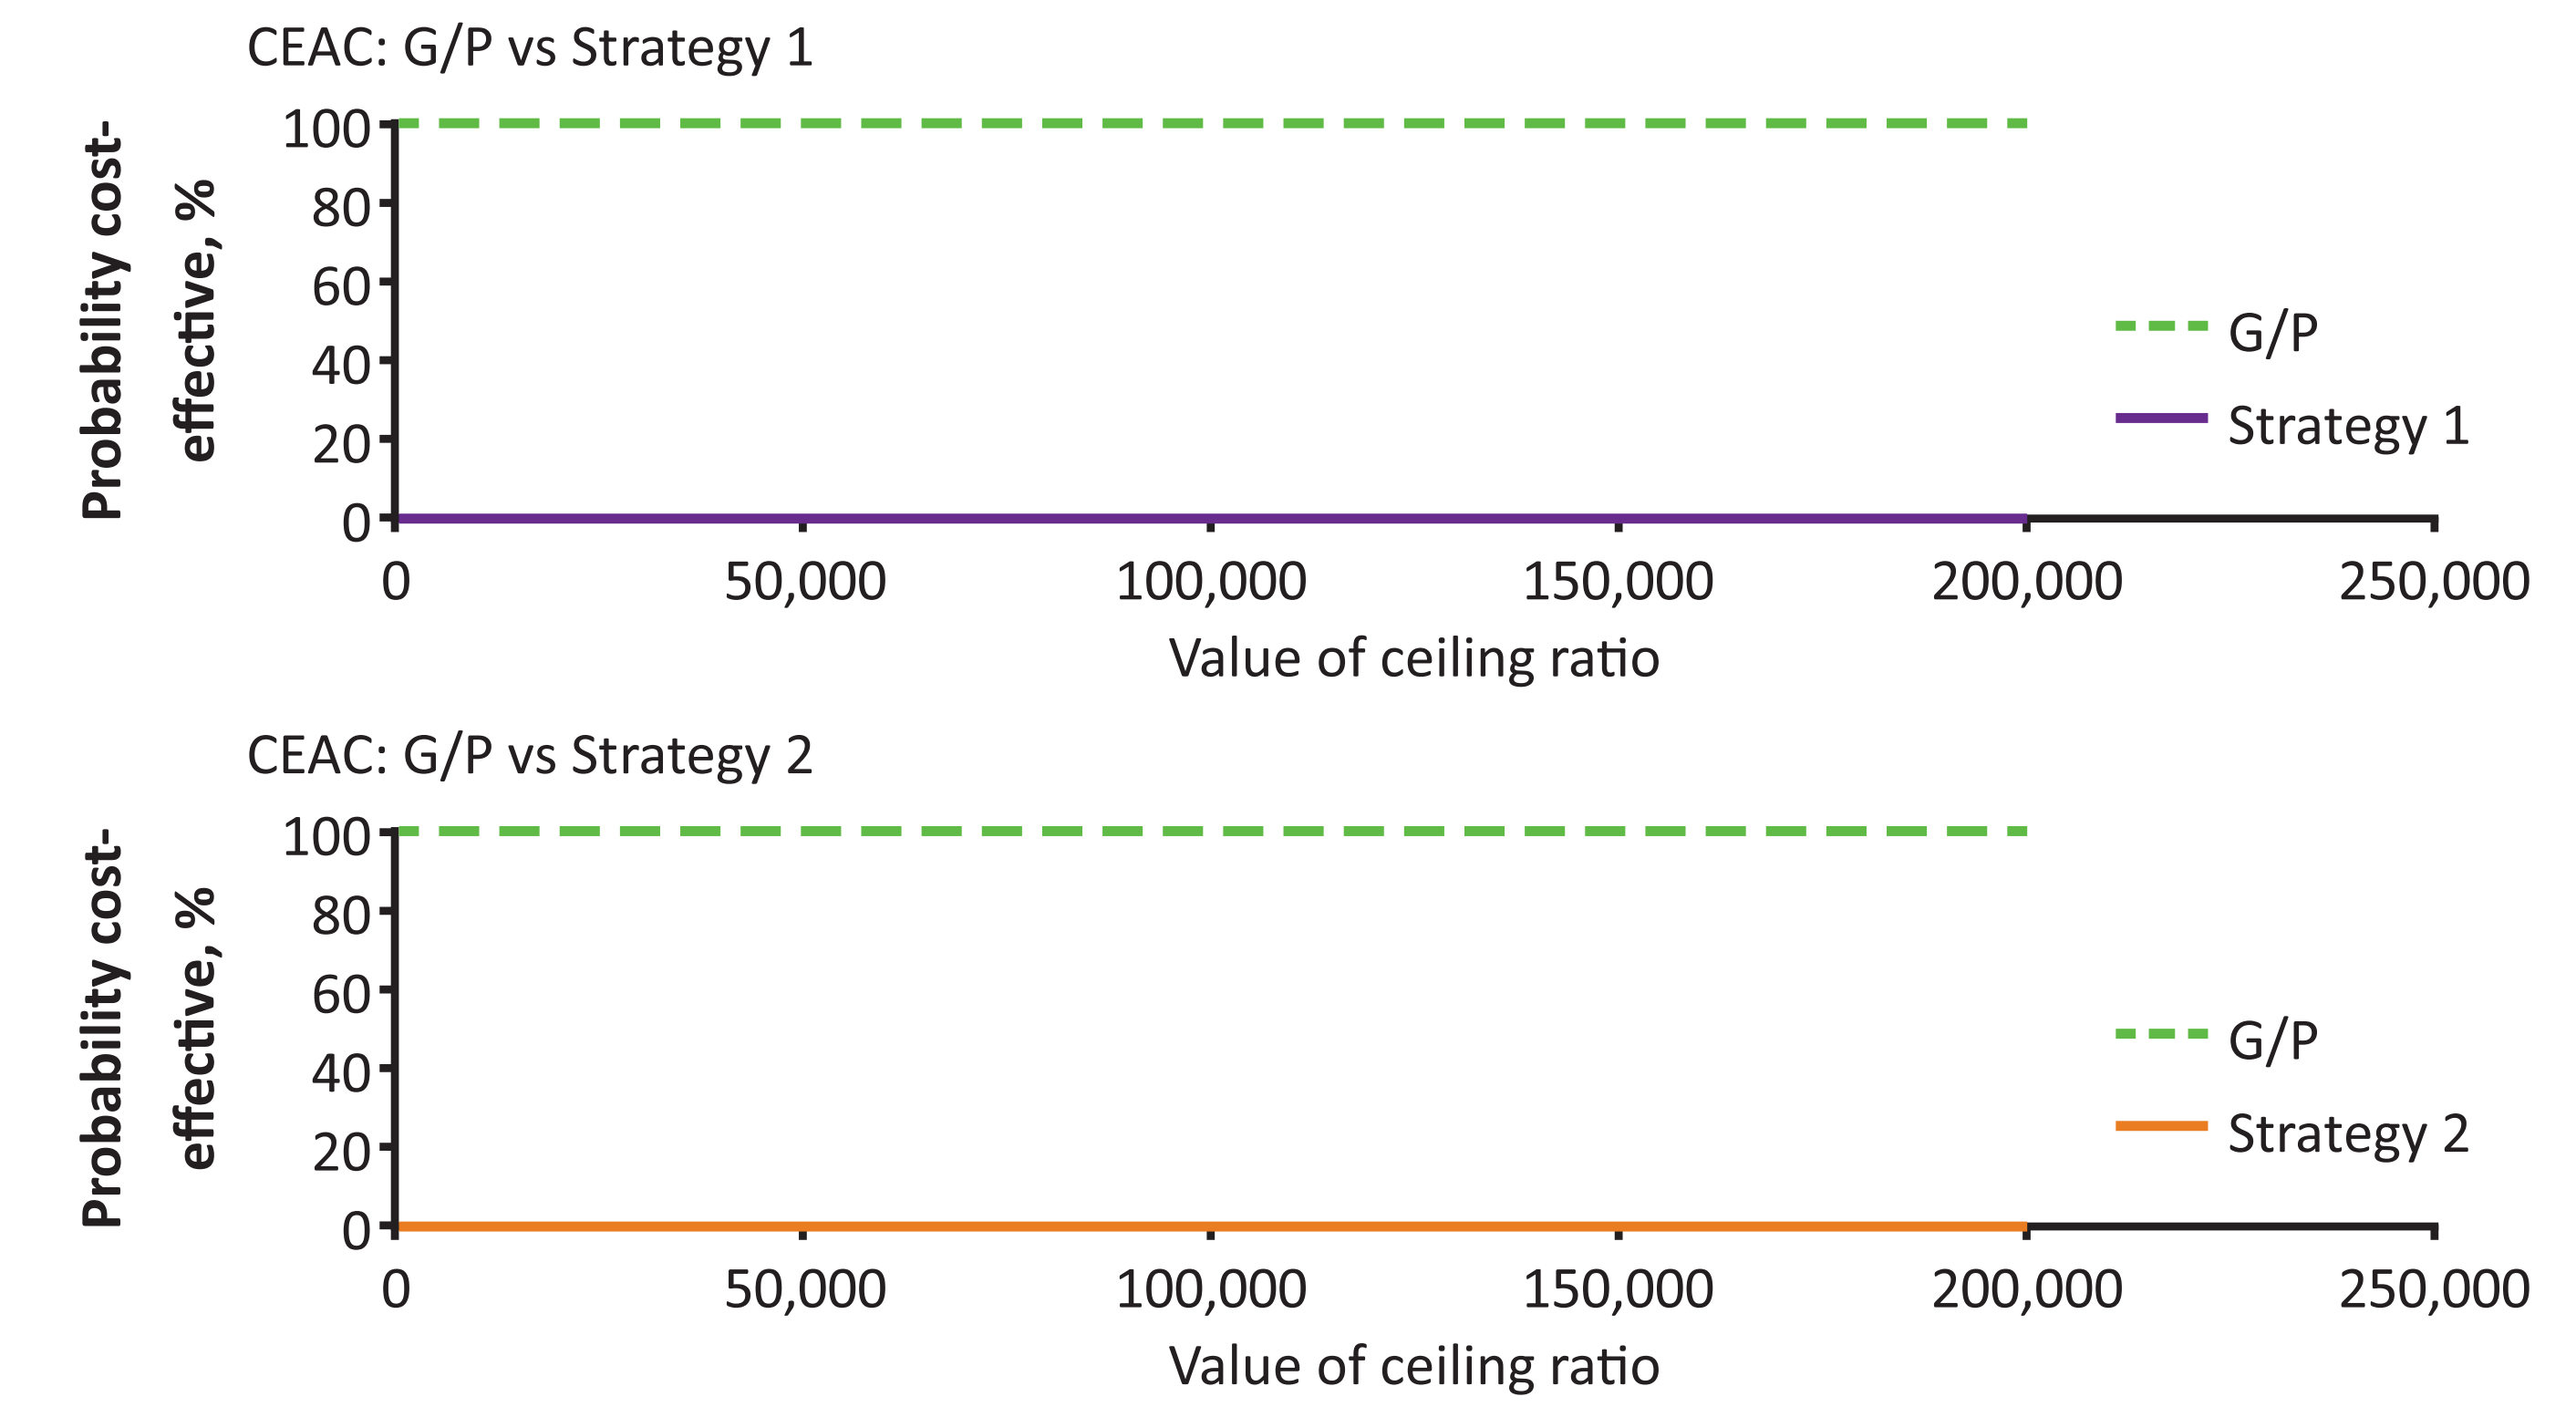 CEAC: G/P vs Strategy 1
Probability cost-
effective, %
100
80
60
40
20
0
0 50,000 100,000 150,000 200,000 250,000
Value of ceiling ratio
G/P
Strategy 1
CEAC: G/P vs Strategy 2
Probability cost-
effective, %
100
80
60
40
20
0
0 50,000 100,000 150,000 200,000 250,000
Value of ceiling ratio
G/P
Strategy 2